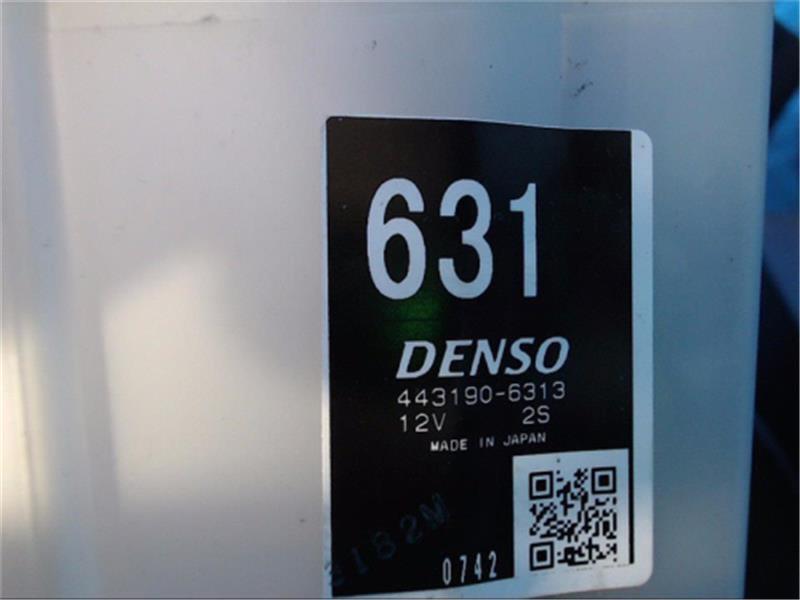 631
DENSO
443190-6313
12V 2S
MADE IN JAPAN
0742